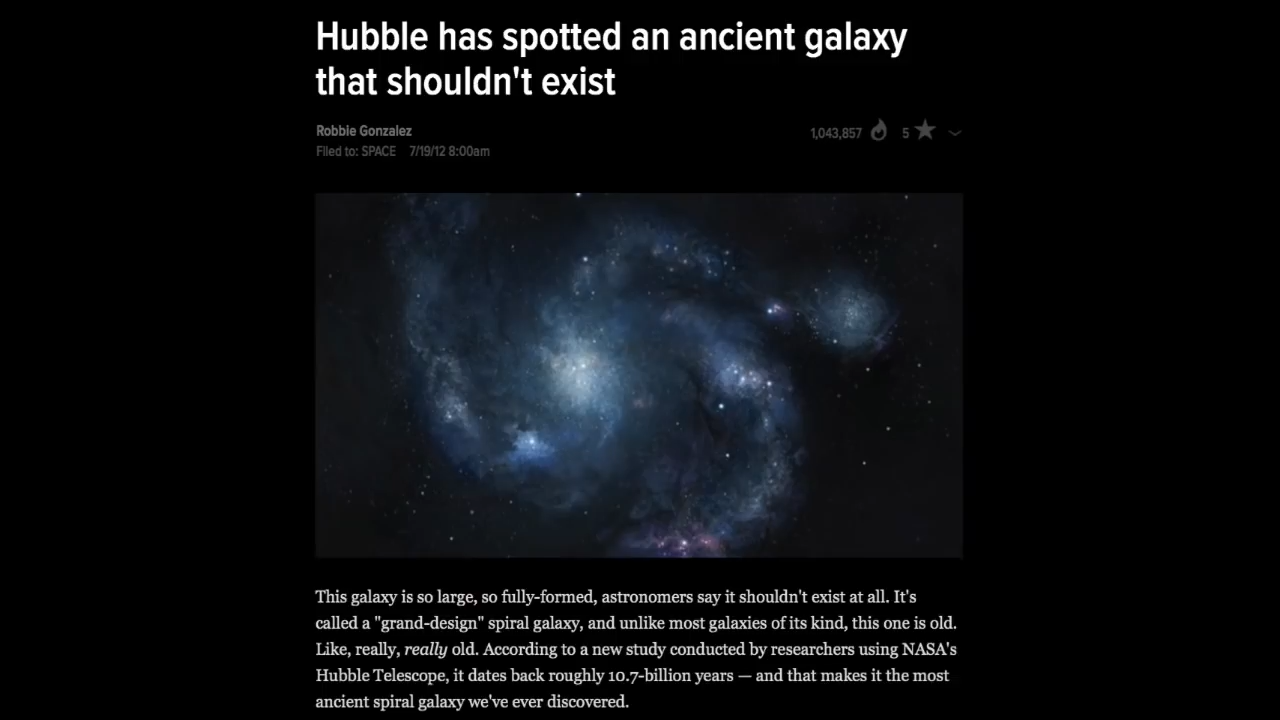 Hubble has spotted an ancient galaxy
that shouldn't exist
Robbie Gonzalez
1,043,857 5
Filed to: SPACE 7/19/12 8:00am
This galaxy is so large, so fully-formed, astronomers say it shouldn't exist at all. It's
called a "grand-design" spiral galaxy, and unlike most galaxies of its kind, this one is old.
Like, really, really old. According to a new study conducted by researchers using NASA's
Hubble Telescope, it dates back roughly 10.7-billion years — and that makes it the most
ancient spiral galaxy we've ever discovered.